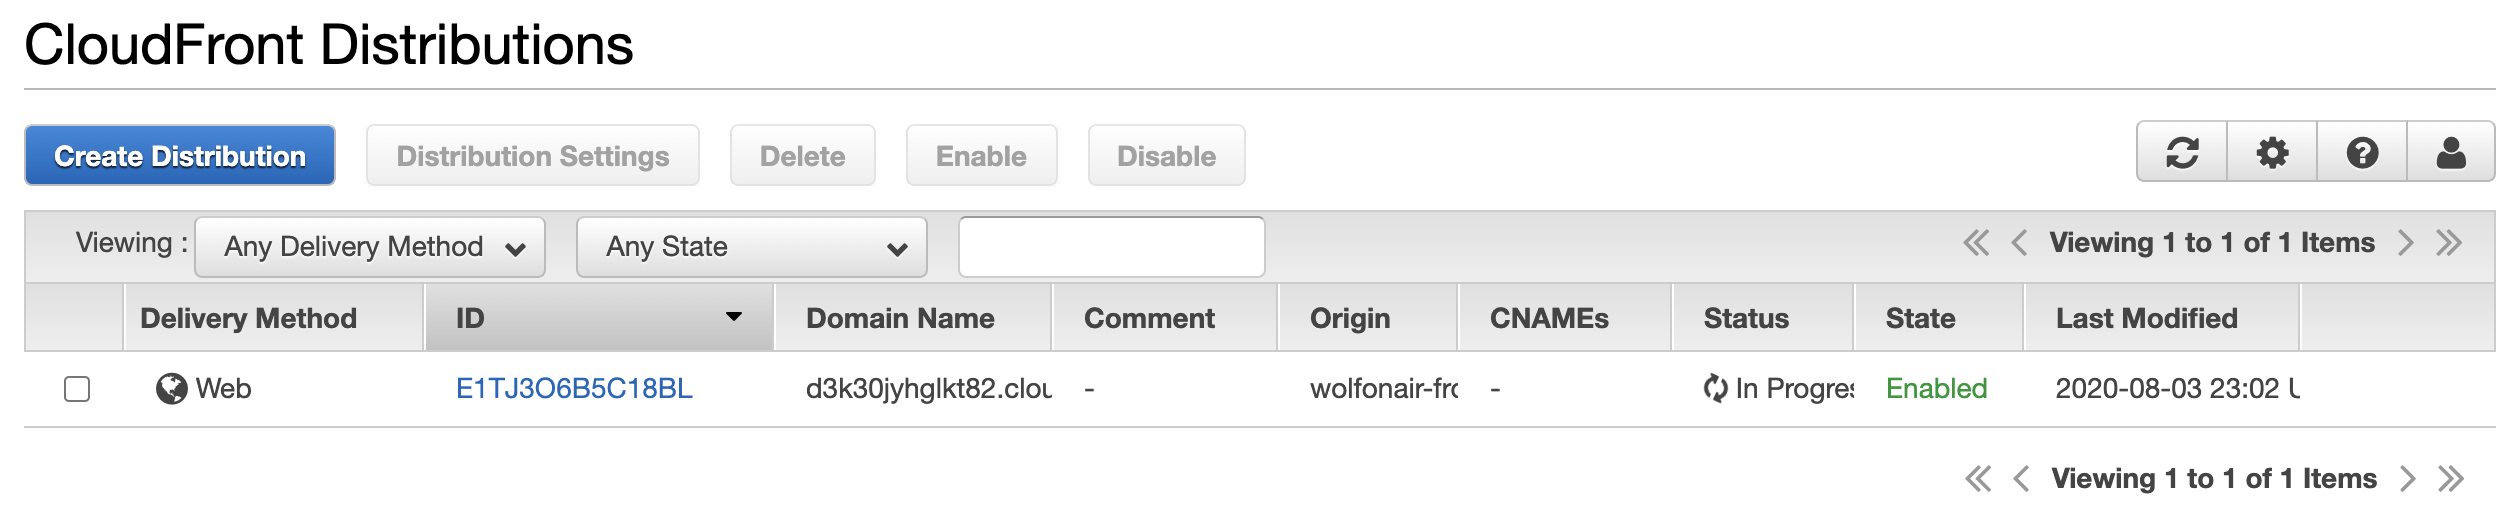 CloudFront Distributions
Create Distribution Distribution Settings Delete Enable Disable
Viewing : Any Delivery Method Any State Viewing 1 to 1 of 1 Items
Delivery Method ID Domain Name Comment Origin CNAMEs Status State Last Modified
Web E1TJ3O6B5C18BL d3k30jyhglkt82.clou - wolfonair-frc - In Progres Enabled 2020-08-03 23:02 U
Viewing 1 to 1 of 1 Items